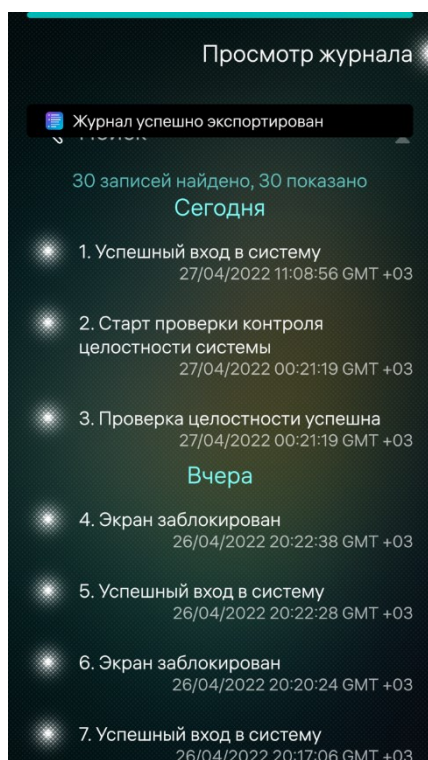 Просмотр журнала
Журнал успешно экспортирован
30 записей найдено, 30 показано
Сегодня
1. Успешный вход в систему
27/04/2022 11:08:56 GMT +03
2. Старт проверки контроля
целостности системы
27/04/2022 00:21:19 GMT +03
3. Проверка целостности успешна
27/04/2022 00:21:19 GMT +03
Вчера
4. Экран заблокирован
26/04/2022 20:22:38 GMT +03
5. Успешный вход в систему
26/04/2022 20:22:28 GMT +03
6. Экран заблокирован
26/04/2022 20:20:24 GMT +03
7. Успешный вход в систему
26/04/2022 20:17:06 GMT +03